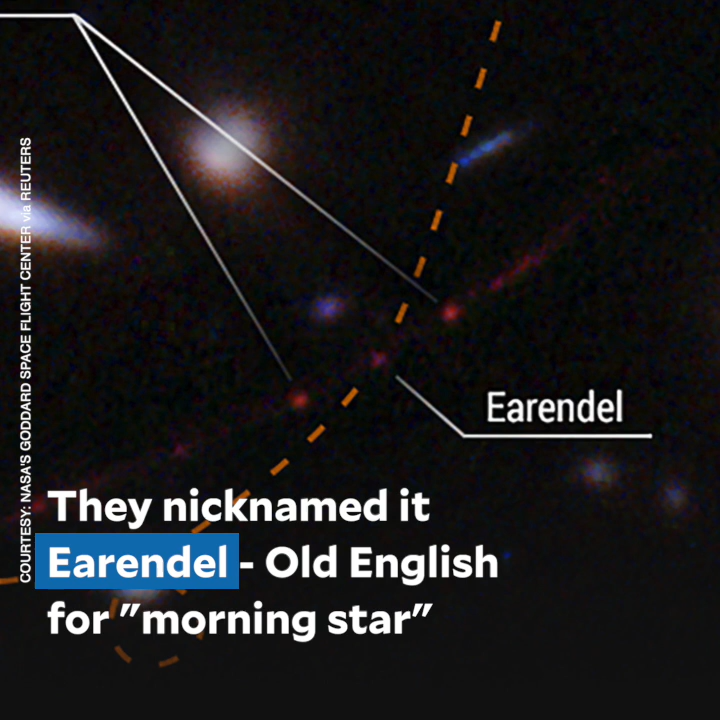 COURTESY: NASA'S GODDARD SPACE FLIGHT CENTER via REUTERS
Earendel
They nicknamed it
Earendel - Old English
for "morning star"